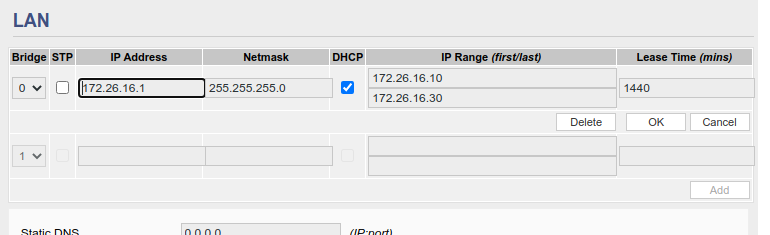 LAN
Bridge STP IP Address Netmask DHCP IP Range (first/last) Lease Time (mins)
0 172.26.16.1 255.255.255.0 172.26.16.10 1440
172.26.16.30
Delete OK Cancel
1
Add
Static DNS 0.0.0.0 (IP:port)